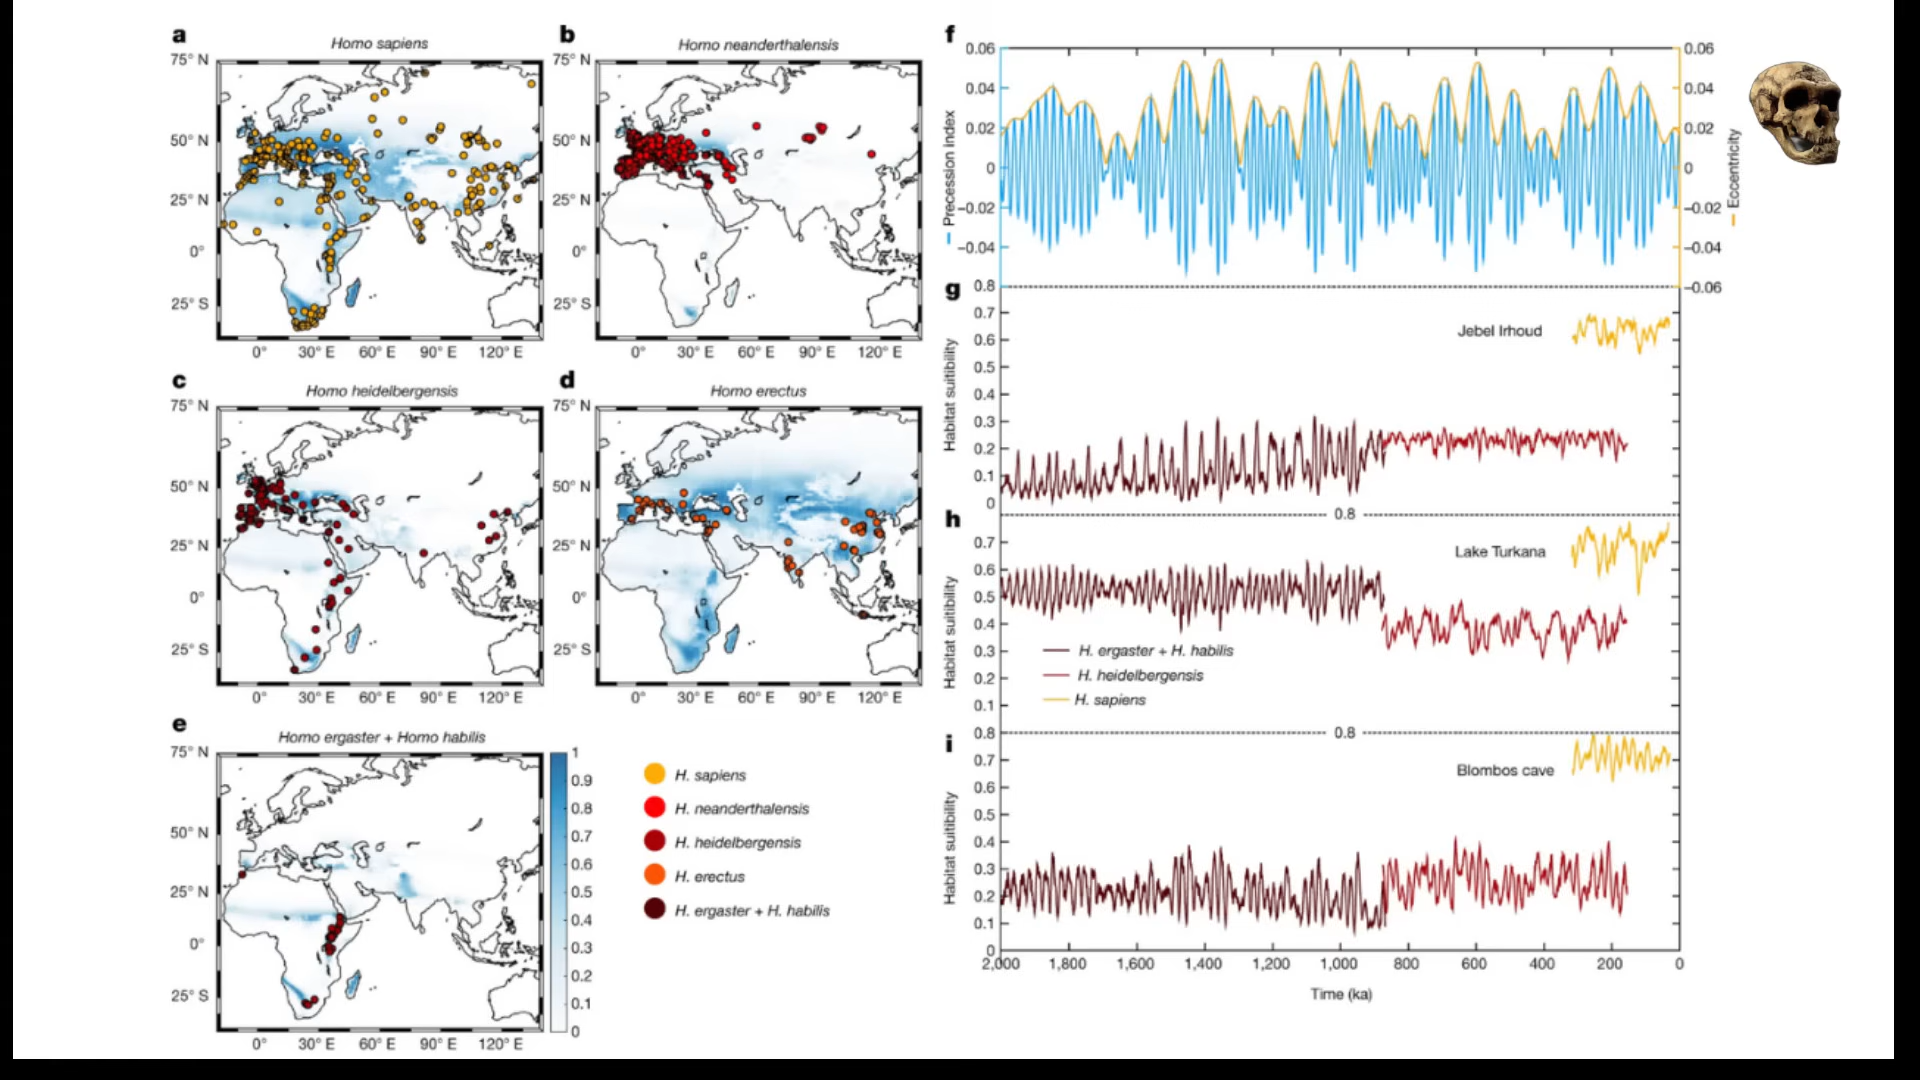 a
Homo sapiens
75° N
50° N
25° N
0°
25° S
0°
30° E
60° E
90° E
120° E
b
Homo neanderthalensis
75° N
50° N
25° N
0°
25° S
0°
30° E
60° E
90° E
120° E
c
Homo heidelbergensis
75° N
50° N
25° N
0°
25° S
0°
30° E
60° E
90° E
120° E
d
Homo erectus
75° N
50° N
25° N
0°
25° S
0°
30° E
60° E
90° E
120° E
e
Homo ergaster + Homo habilis
75° N
50° N
25° N
0°
25° S
0°
30° E
60° E
90° E
120° E
1
0.9
0.8
0.7
0.6
0.5
0.4
0.3
0.2
0.1
0
H. sapiens
H. neanderthalensis
H. heidelbergensis
H. erectus
H. ergaster + H. habilis
f
Precession index
0.06
0.04
0.02
0
−0.02
−0.04
0.06
0.04
0.02
0
−0.02
−0.04
−0.06
Eccentricity
g
Habitat suitibility
0.8
0.7
0.6
0.5
0.4
0.3
0.2
0.1
0
Jebel Irhoud
h
Habitat suitibility
0.8
0.7
0.6
0.5
0.4
0.3
0.2
0.1
Lake Turkana
H. ergaster + H. habilis
H. heidelbergensis
H. sapiens
i
Habitat suitibility
0.8
0.8
0.7
0.6
0.5
0.4
0.3
0.2
0.1
0
Blombos cave
2,000
1,800
1,600
1,400
1,200
1,000
800
600
400
200
0
Time (ka)